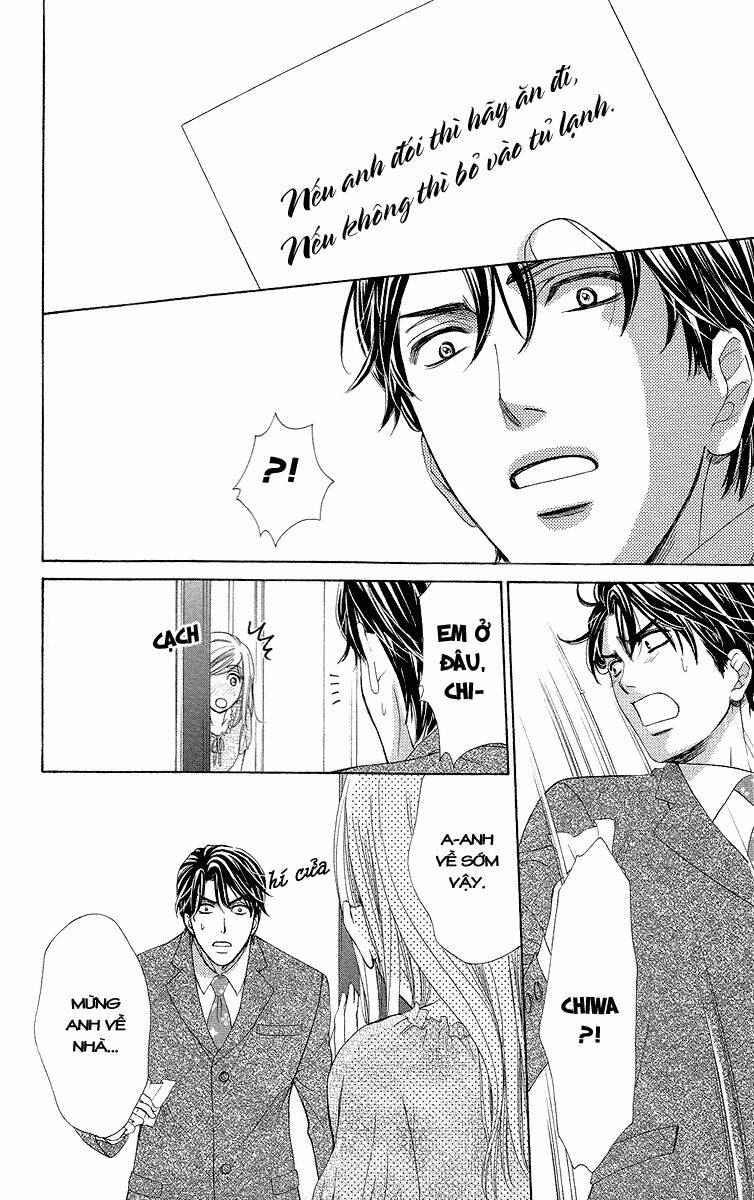 Nếu anh đói thì hãy ăn đi,
Nếu không thì bỏ vào tủ lạnh.
?!
CHIWA
?!
EM Ở
ĐÂU,
CHI-
CẠCH
A-ANH
VỀ SỚM
VẬY.
hí cửa
MỪNG
ANH VỀ
NHÀ...